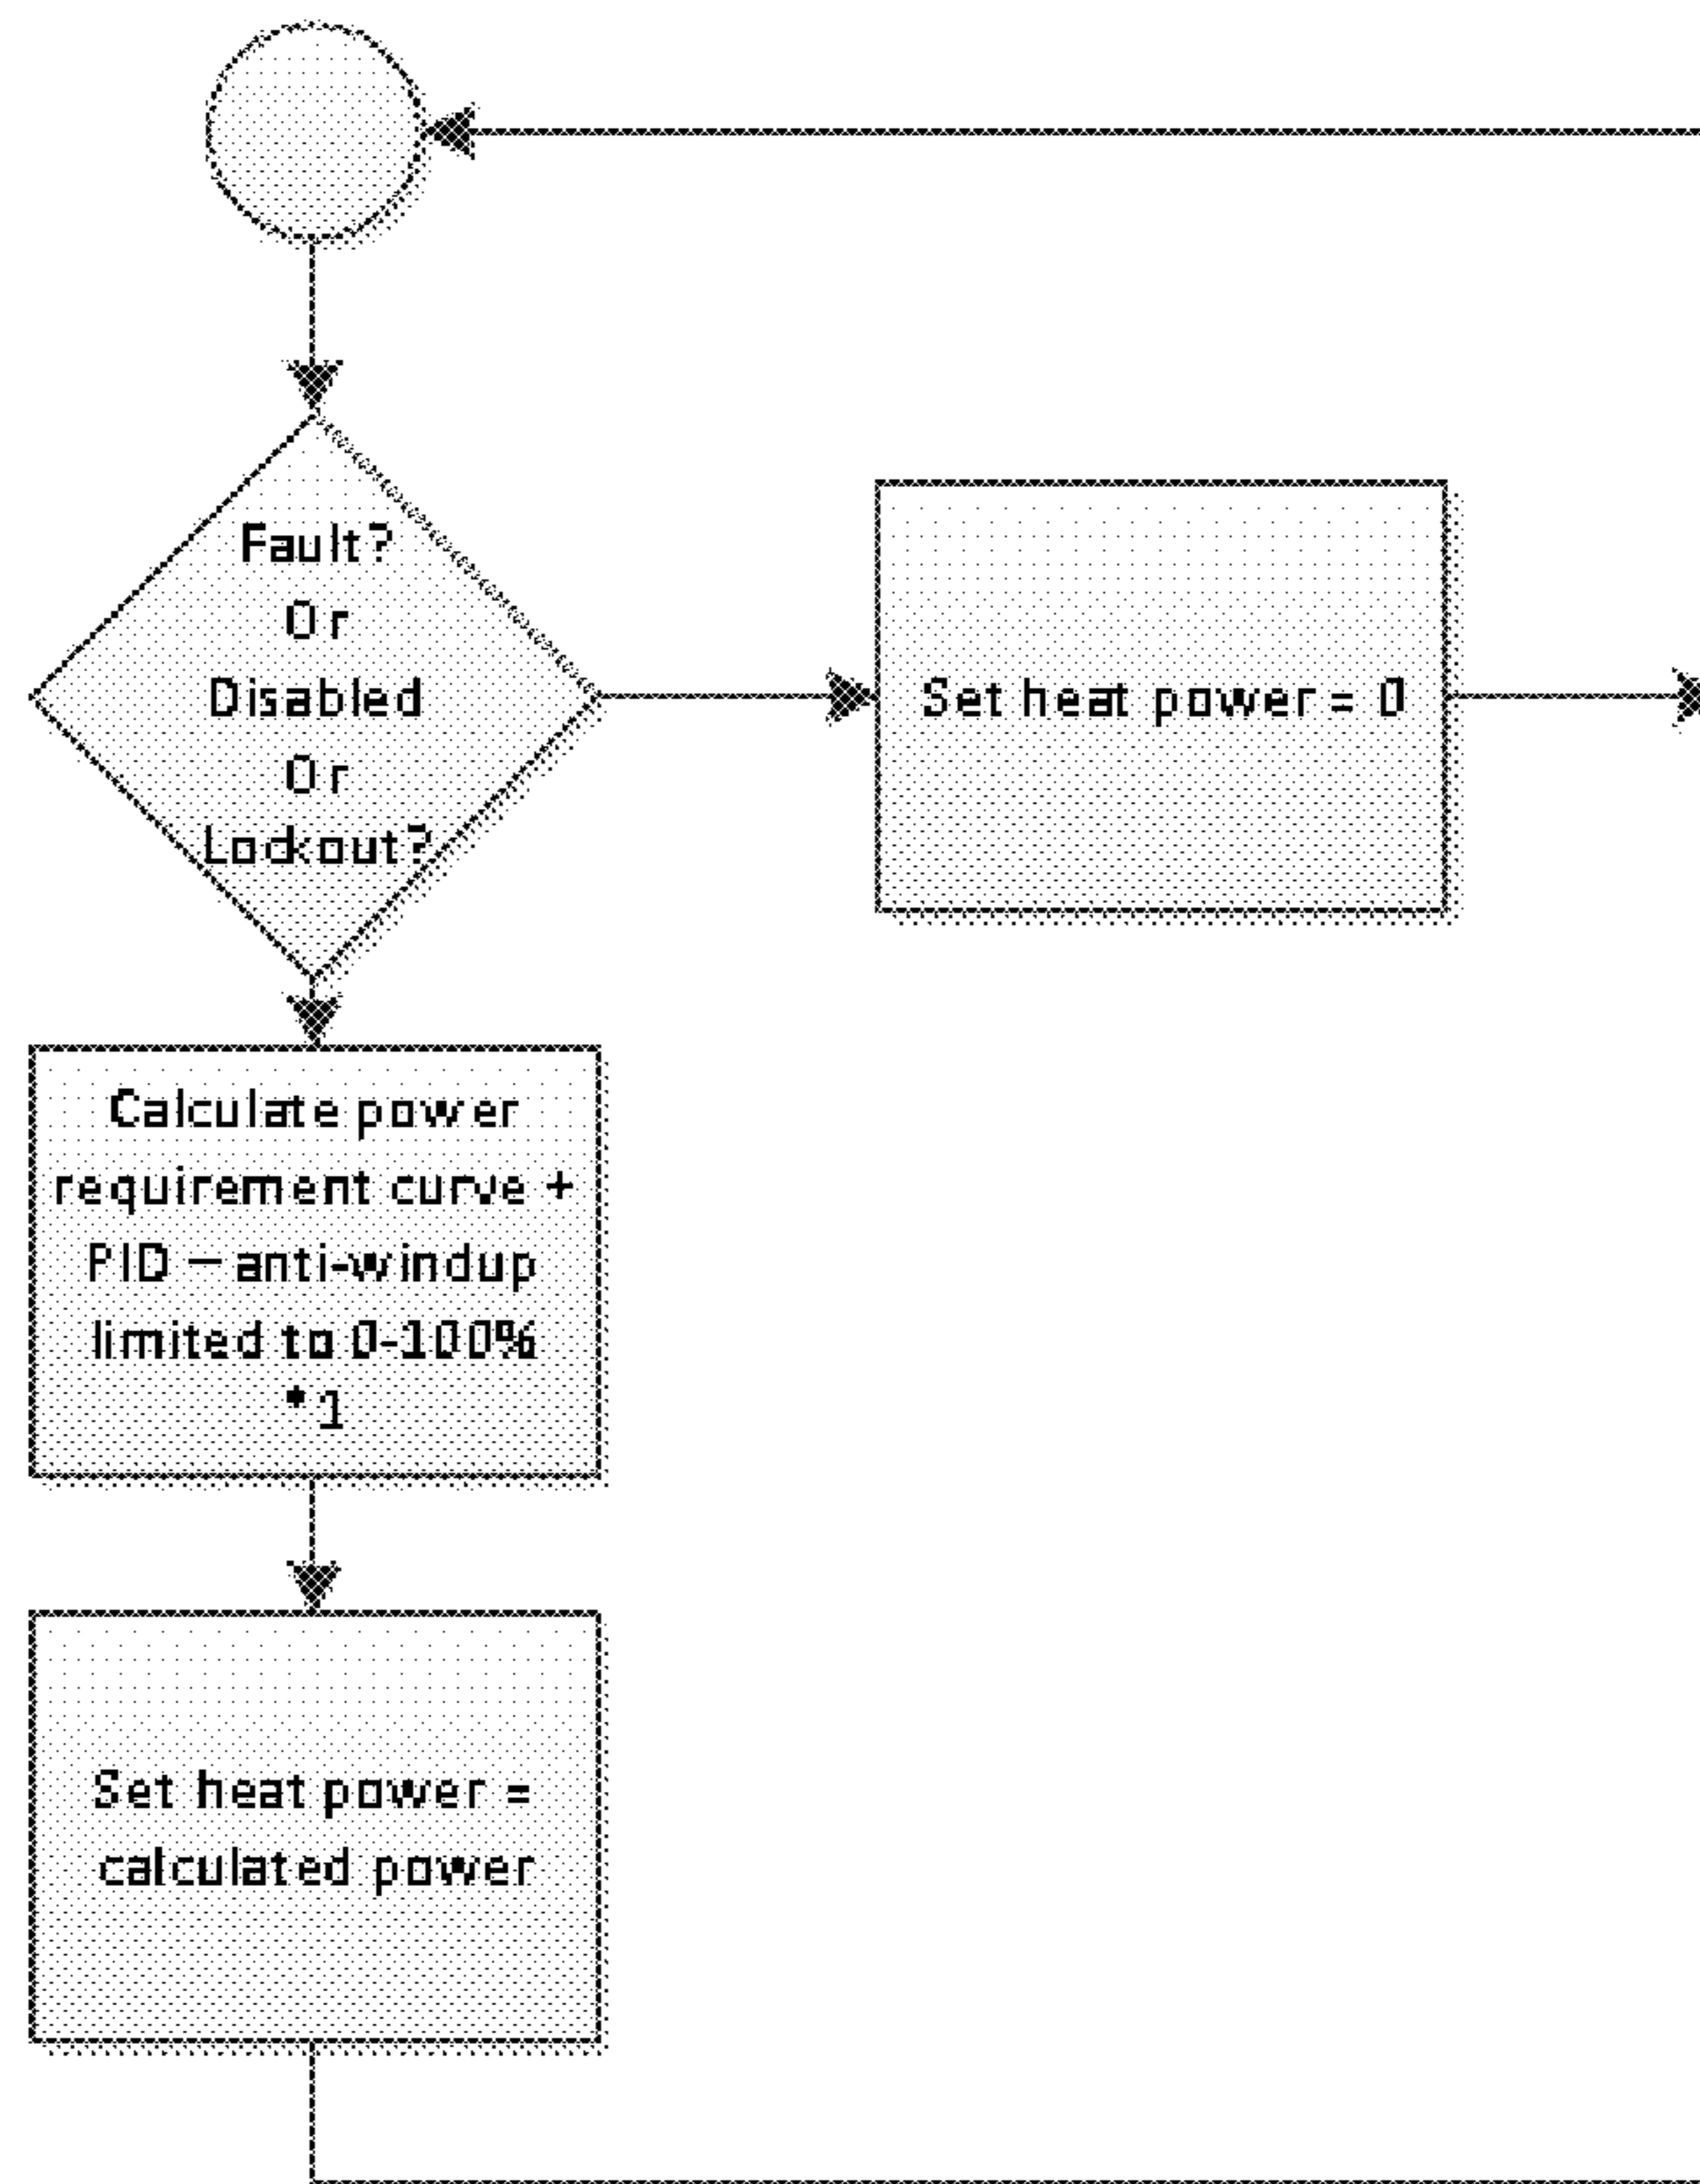 Fault?
Or
Disabled
Or
Lockout?
Set heat power = 0
Calculate power
requirement curve +
PID – anti-windup
limited to 0-100%
*1
Set heat power =
calculated power